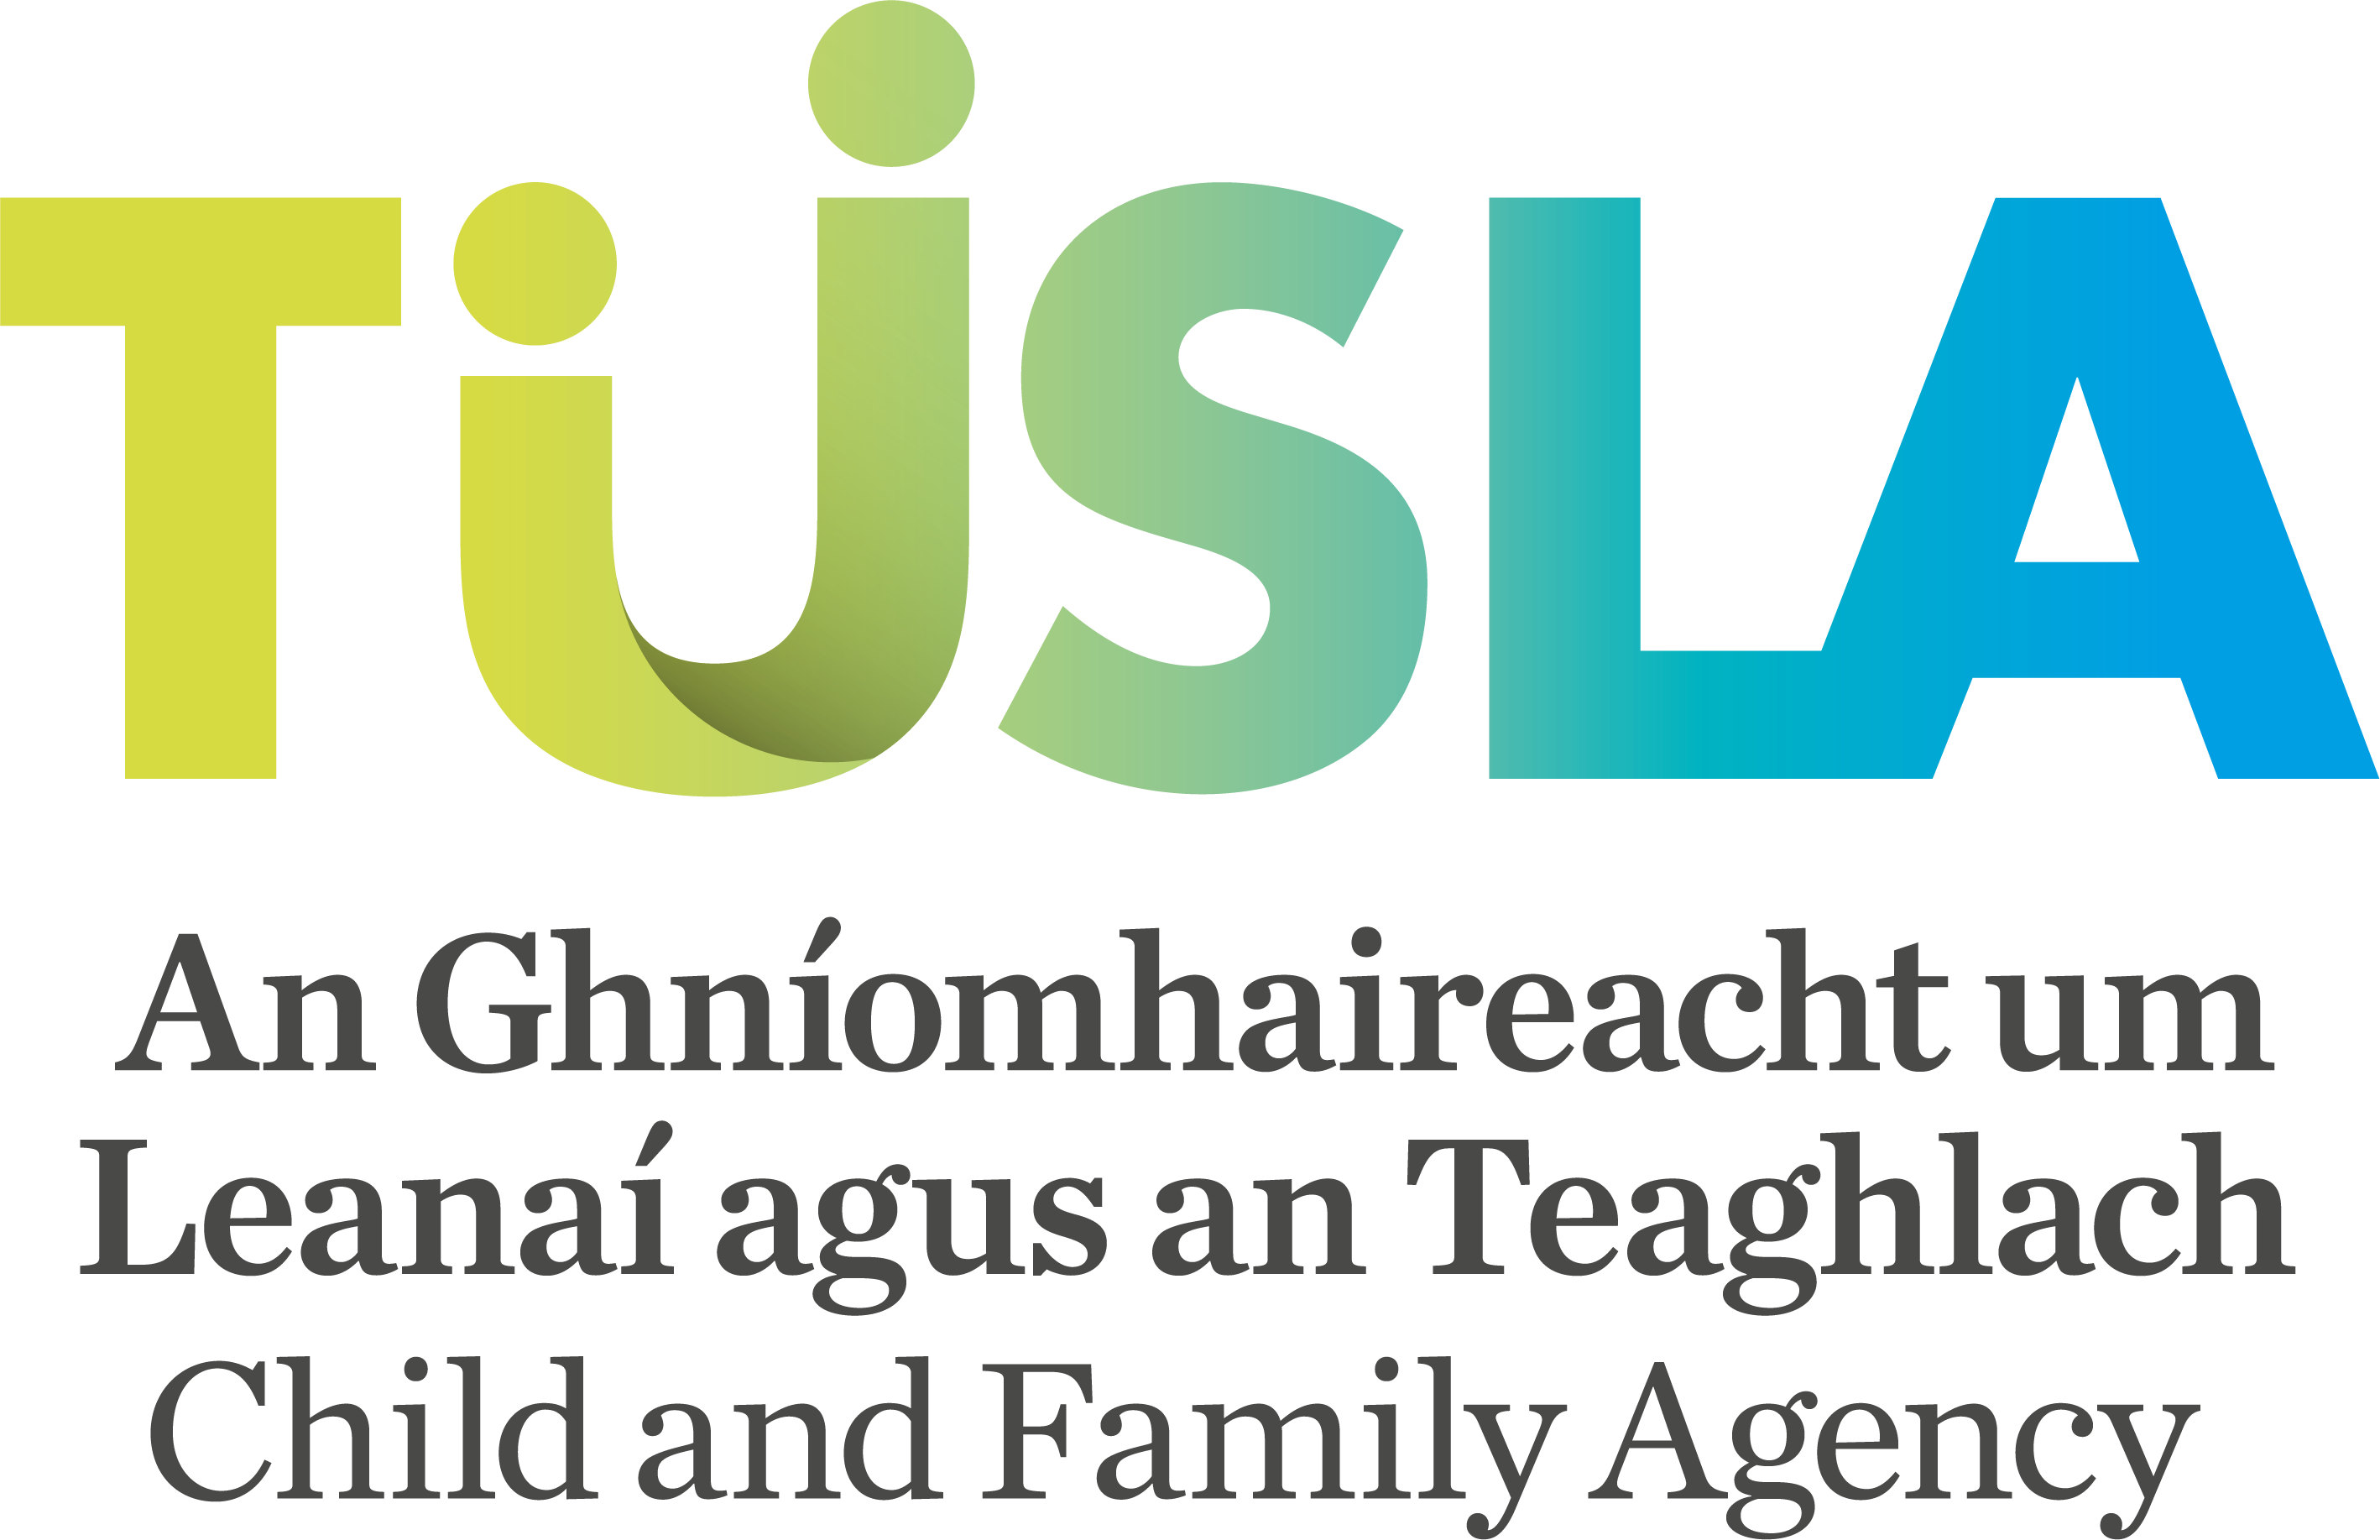 TUSLA
An Ghníomhaireacht um
Leanaí agus an Teaghlach
Child and Family Agency